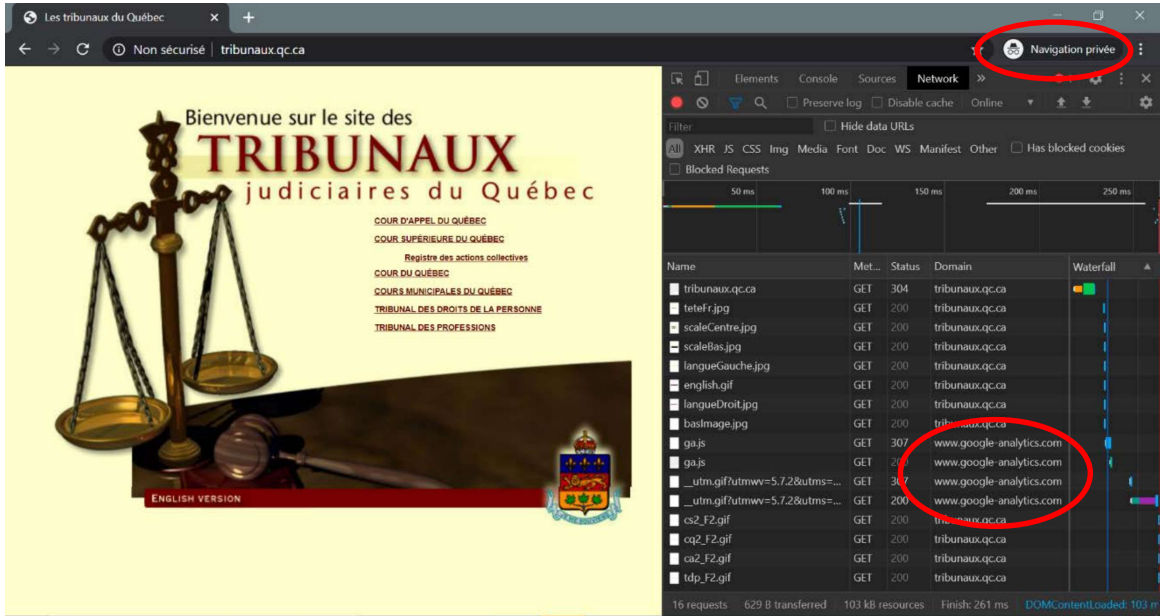 Les tribunaux du Québec
Non sécurisé | tribunaux.qc.ca
Navigation privée
Bienvenue sur le site des
TRIBUNAUX
judiciaires du Québec
COUR D'APPEL DU QUÉBEC
COUR SUPÉRIEURE DU QUÉBEC
Registre des actions collectives
COUR DU QUÉBEC
COURS MUNICIPALES DU QUÉBEC
TRIBUNAL DES DROITS DE LA PERSONNE
TRIBUNAL DES PROFESSIONS
ENGLISH VERSION
Elements Console Sources Network »
Preserve log Disable cache Online
Filter Hide data URLs
All XHR JS CSS Img Media Font Doc WS Manifest Other Has blocked cookies
Blocked Requests
50 ms 100 ms 150 ms 200 ms 250 ms
Name Met... Status Domain Waterfall
tribunaux.qc.ca GET 304 tribunaux.qc.ca
teteFr.jpg GET 200 tribunaux.qc.ca
scaleCentre.jpg GET 200 tribunaux.qc.ca
scaleBas.jpg GET 200 tribunaux.qc.ca
langueGauche.jpg GET 200 tribunaux.qc.ca
english.gif GET 200 tribunaux.qc.ca
langueDroit.jpg GET 200 tribunaux.qc.ca
basImage.jpg GET 200 tribunaux.qc.ca
ga.js GET 307 www.google-analytics.com
ga.js GET 200 www.google-analytics.com
__utm.gif?utmwv=5.7.2&utms=... GET 307 www.google-analytics.com
__utm.gif?utmwv=5.7.2&utms=... GET 200 www.google-analytics.com
cs2_F2.gif GET 200 tribunaux.qc.ca
cq2_F2.gif GET 200 tribunaux.qc.ca
ca2_F2.gif GET 200 tribunaux.qc.ca
tdp_F2.gif GET 200 tribunaux.qc.ca
16 requests 629 B transferred 103 kB resources Finish: 261 ms DOMContentLoaded: 103 m